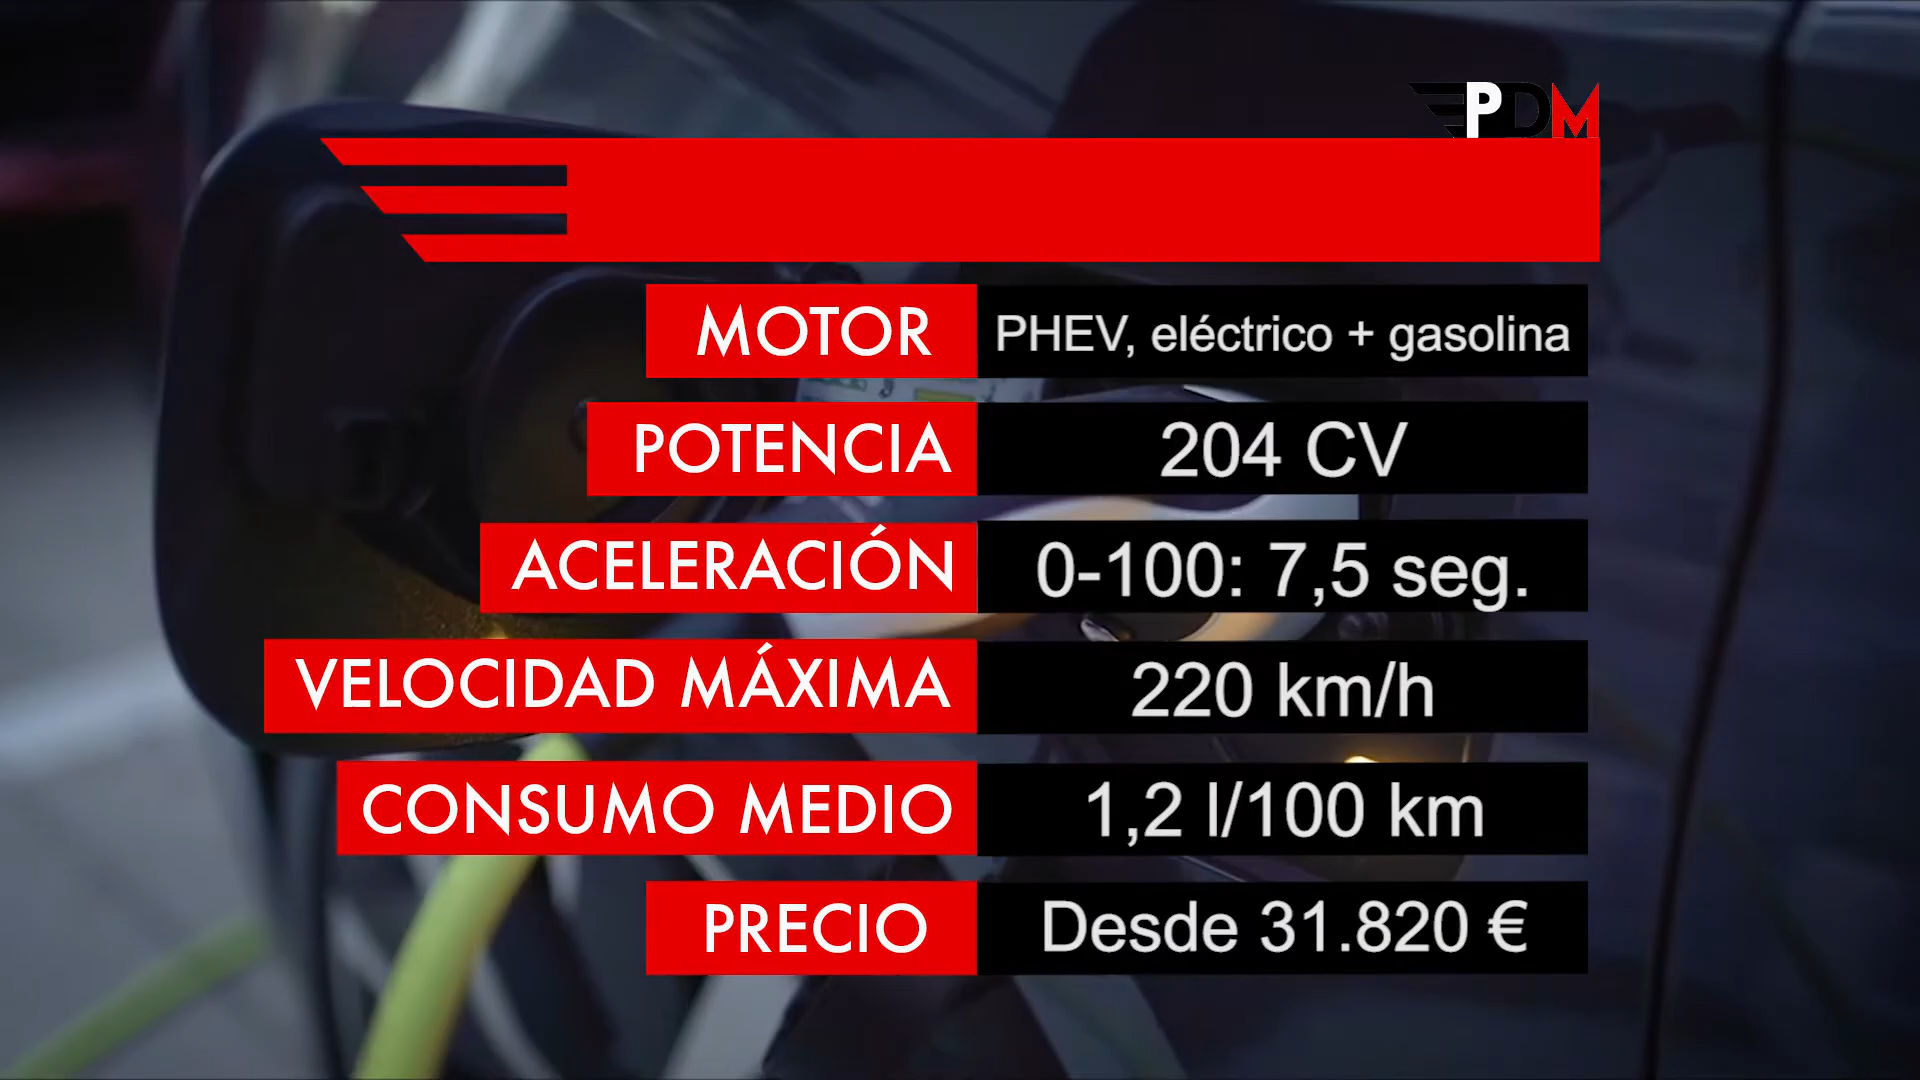 PDM
MOTOR PHEV, eléctrico + gasolina
POTENCIA 204 CV
ACELERACIÓN 0-100: 7,5 seg.
VELOCIDAD MÁXIMA 220 km/h
CONSUMO MEDIO 1,2 l/100 km
PRECIO Desde 31.820 €